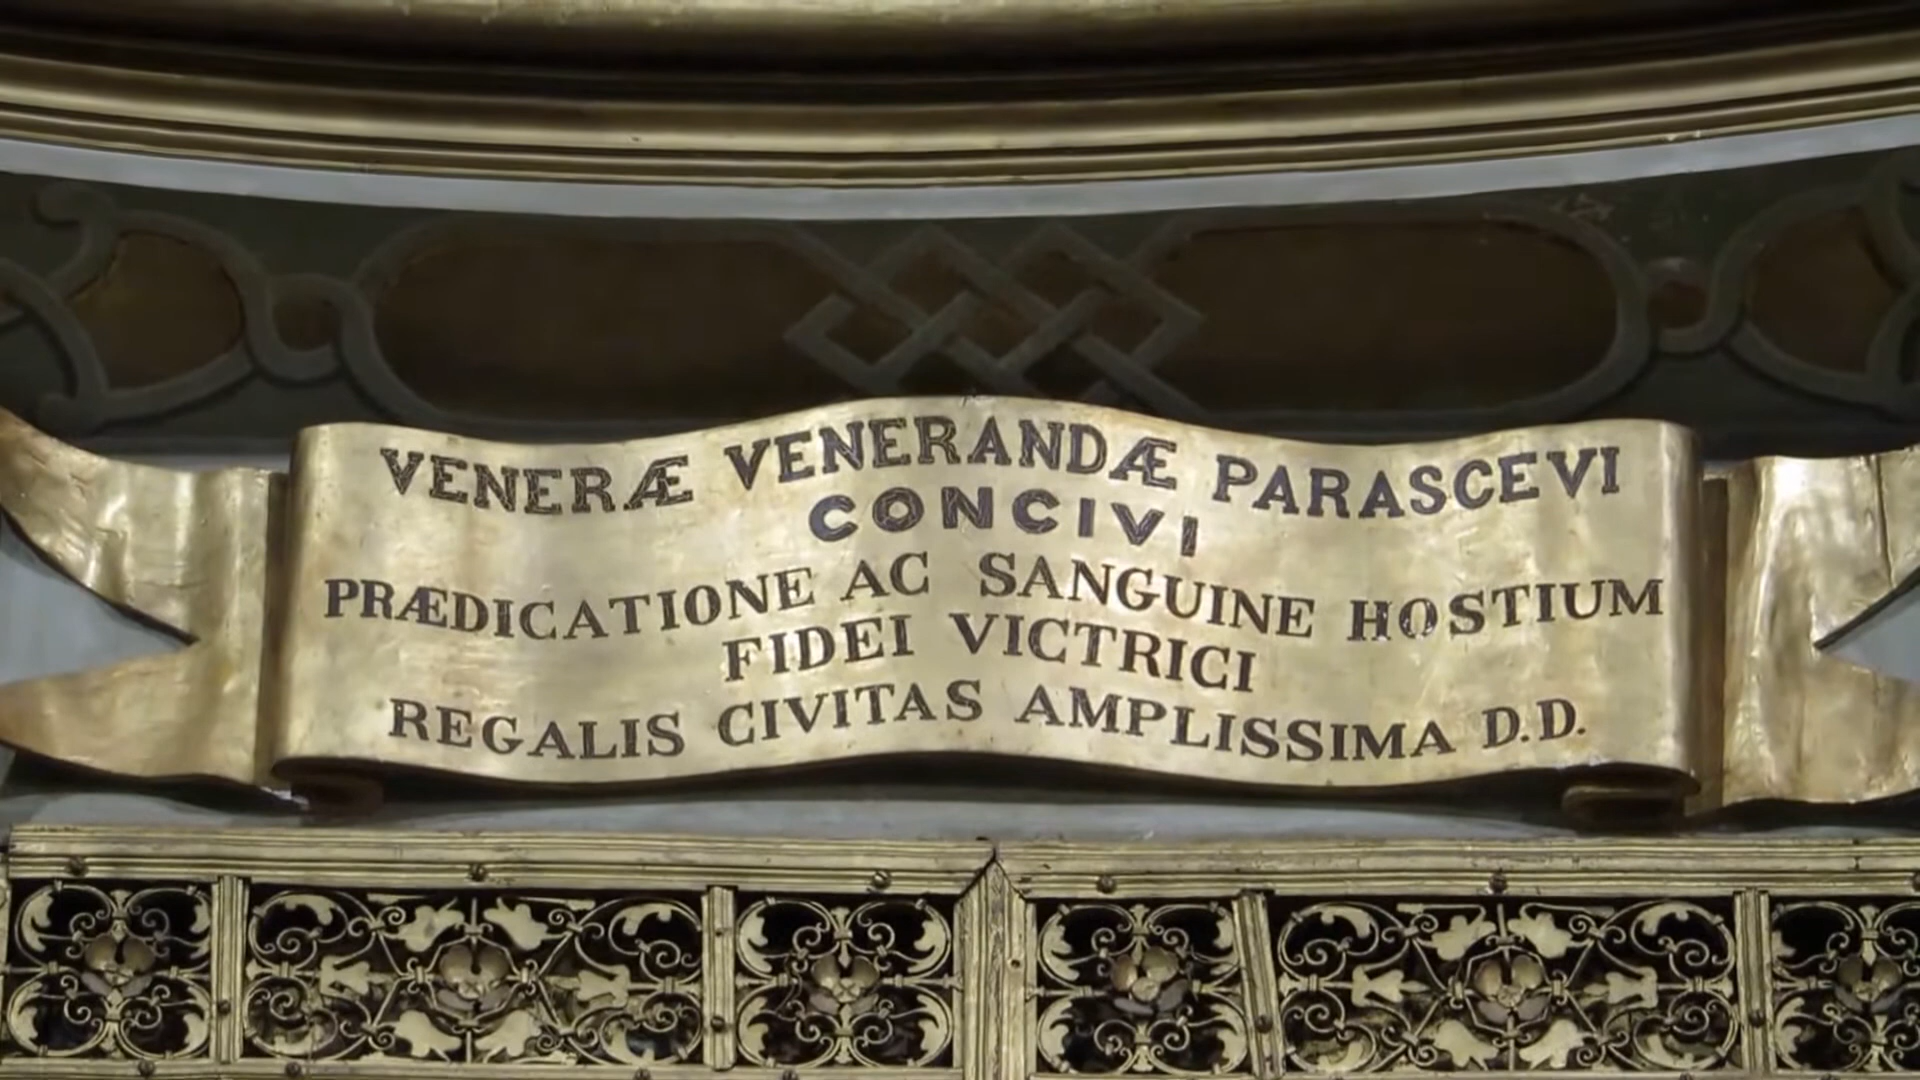 VENERÆ VENERANDÆ PARASCEVI
CONCIVI
PRÆDICATIONE AC SANGUINE HOSTIUM
FIDEI VICTRICI
REGALIS CIVITAS AMPLISSIMA D.D.